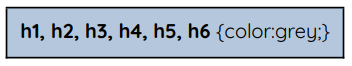 h1, h2, h3, h4, h5, h6 {color:grey;}